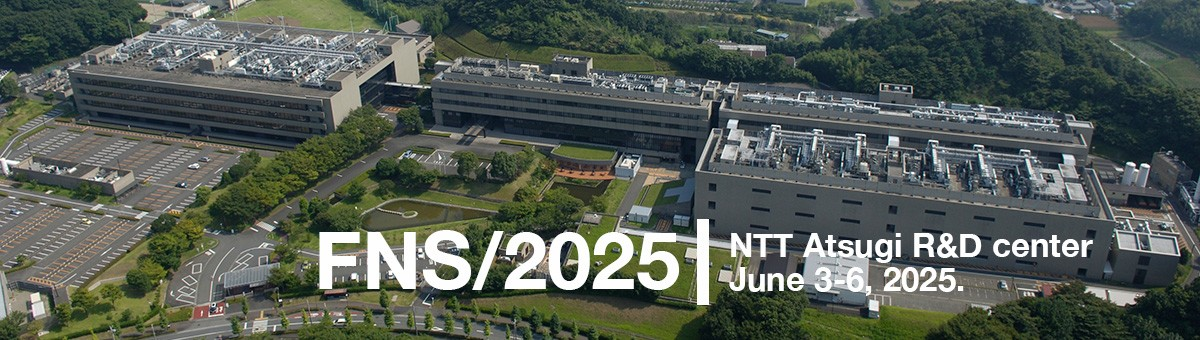 FNS/2025
NTT Atsugi R&D center
June 3-6, 2025.